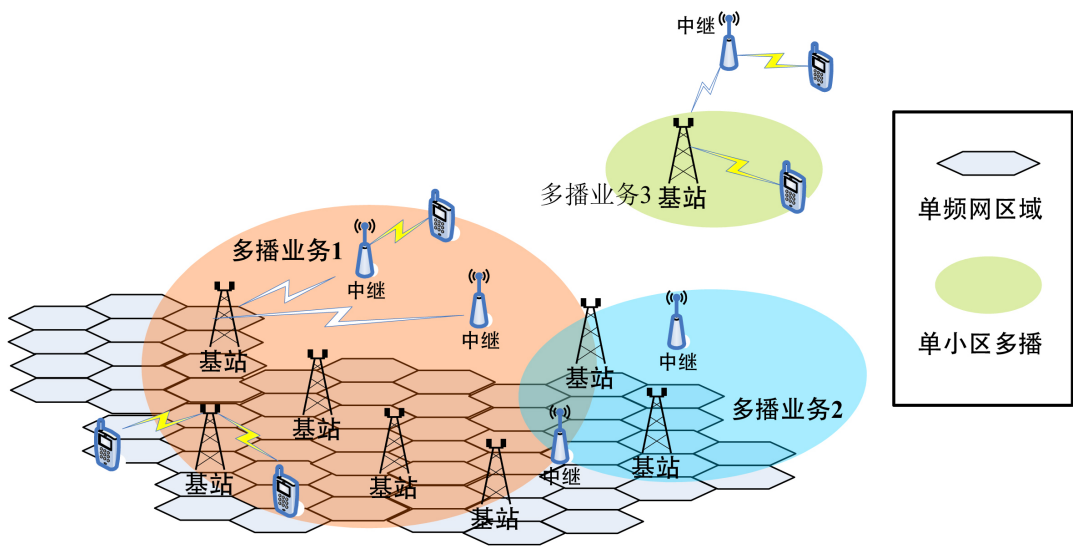 中继
多播业务3
基站
单频网区域
单小区多播
多播业务1
中继
中继
中继
基站
基站
基站
多播业务2
基站
基站
中继
基站
基站